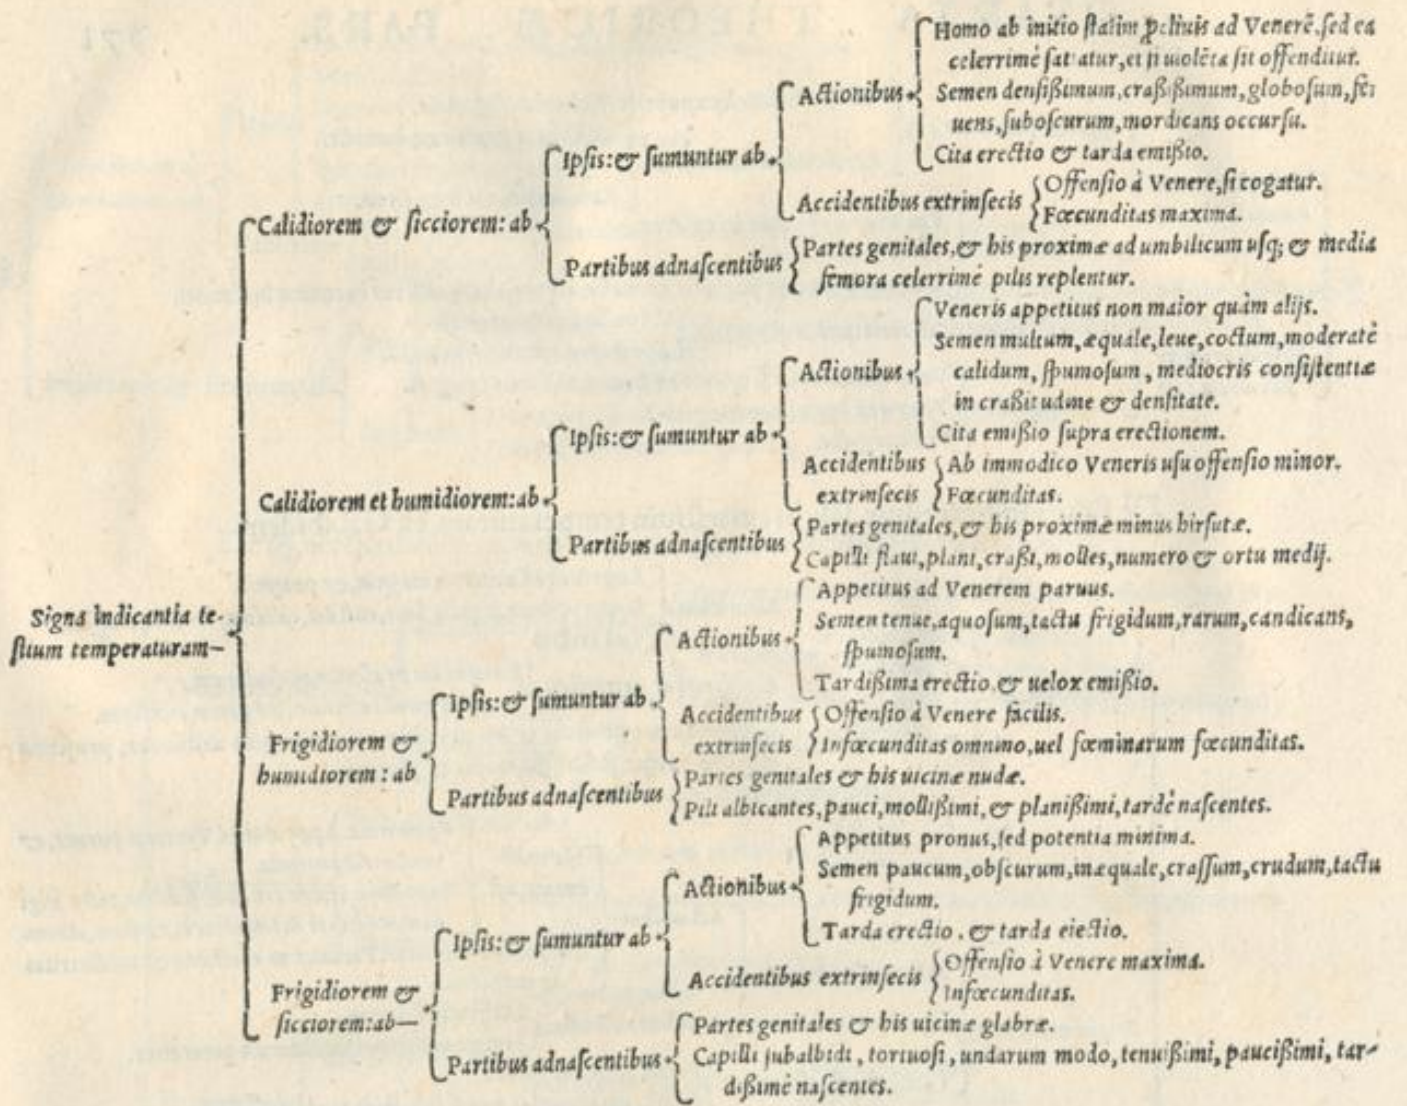 Homo ab initio ſtatim ꝓcliuis ad Venerē, ſed ea
celerrimè ſatiatur, et ſi uiolēta ſit offenditur.
Actionibus
Semen denſißimum, craßißimum, globoſum, fer
uens, ſuboſcurum, mordicans occurſu.
Ipſis: & ſumuntur ab
Cita erectio & tarda emißio.
Accidentibus extrinſecis
Offenſio à Venere, ſi cogatur.
Fœcunditas maxima.
Calidiorem & ſicciorem: ab
Partibus adnaſcentibus
Partes genitales, & his proximæ ad umbilicum uſq; & media
femora celerrimè pilis replentur.
Veneris appetitus non maior quàm alijs.
Semen multum, æquale, leue, coctum, moderatè
Actionibus
calidum, ſpumoſum, mediocris conſiſtentiæ
in craßitudine & denſitate.
Ipſis: & ſumuntur ab
Cita emißio ſupra erectionem.
Accidentibus
extrinſecis
Ab immodico Veneris uſu offenſio minor.
Fœcunditas.
Calidiorem et humidiorem: ab
Partibus adnaſcentibus
Partes genitales, & his proximæ minus hirſutæ.
Capilli flaui, plani, craßi, molles, numero & ortu medij.
Signa indicantia te-
ſtium temperaturam—
Appetitus ad Venerem paruus.
Actionibus
Semen tenue, aquoſum, tactu frigidum, rarum, candicans,
ſpumoſum.
Tardißima erectio, & uelox emißio.
Ipſis: & ſumuntur ab
Accidentibus
extrinſecis
Offenſio à Venere facilis.
Infœcunditas omnino, uel fœminarum fœcunditas.
Frigidiorem &
humidiorem: ab
Partibus adnaſcentibus
Partes genitales & his uicinæ nudæ.
Pili albicantes, pauci, mollißimi, & planißimi, tardè naſcentes.
Appetitus pronus, ſed potentia minima.
Actionibus
Semen paucum, obſcurum, inæquale, craſſum, crudum, tactu
frigidum.
Tarda erectio, & tarda eiectio.
Ipſis: & ſumuntur ab
Accidentibus extrinſecis
Offenſio à Venere maxima.
Infœcunditas.
Frigidiorem &
ſicciorem: ab—
Partibus adnaſcentibus
Partes genitales & his uicinæ glabræ.
Capilli ſubalbidi, tortuoſi, undarum modo, tenuißimi, paucißimi, tar-
dißimè naſcentes.